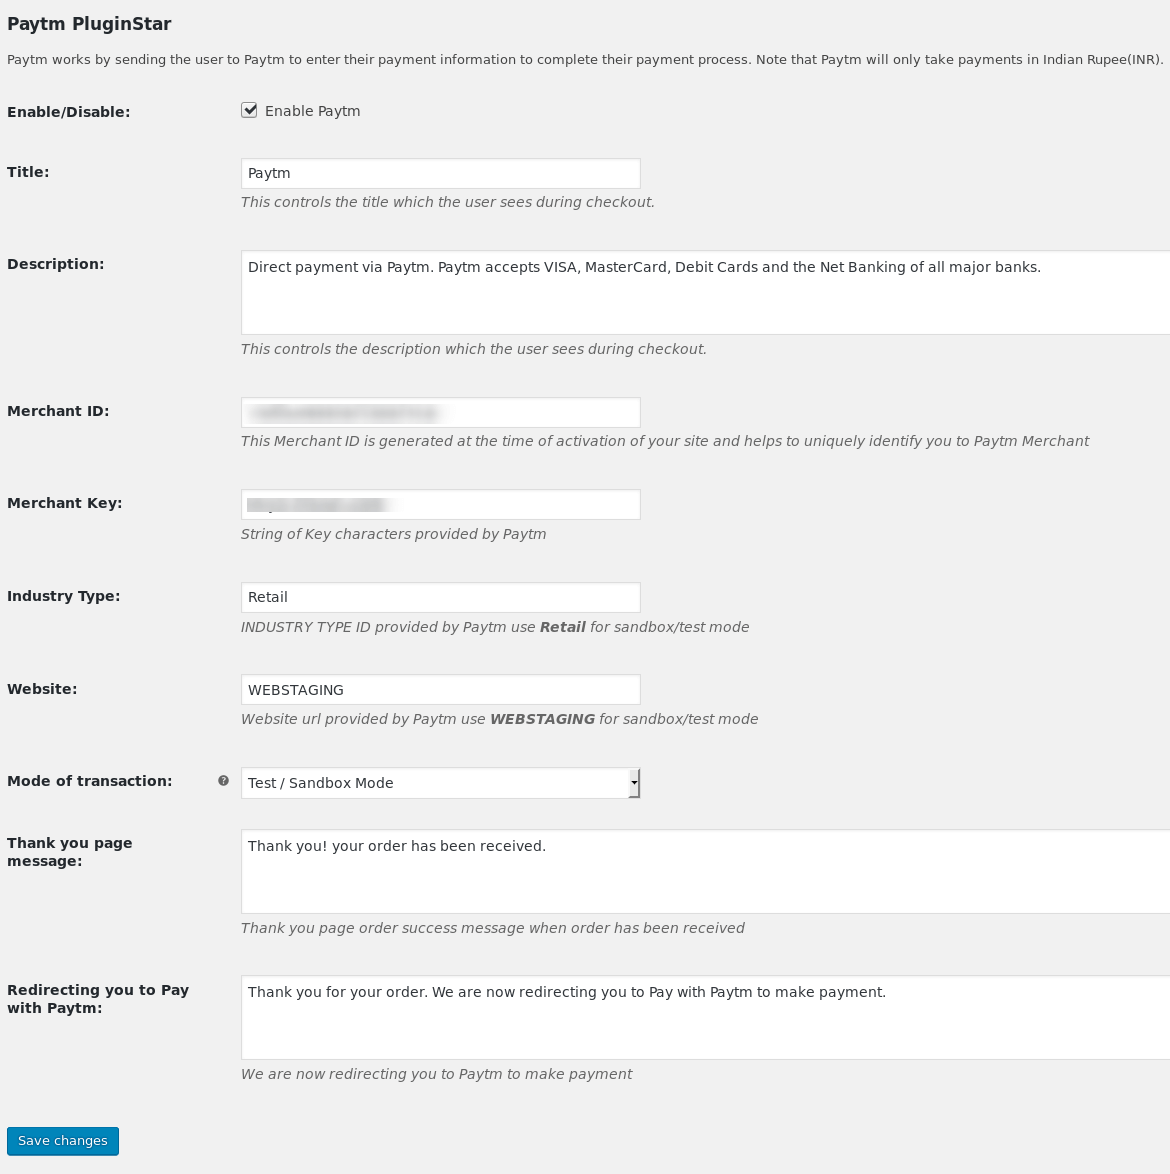 Paytm PluginStar
Paytm works by sending the user to Paytm to enter their payment information to complete their payment process. Note that Paytm will only take payments in Indian Rupee(INR).
Enable/Disable:
Enable Paytm
Title:
Paytm
This controls the title which the user sees during checkout.
Description:
Direct payment via Paytm. Paytm accepts VISA, MasterCard, Debit Cards and the Net Banking of all major banks.
This controls the description which the user sees during checkout.
Merchant ID:
This Merchant ID is generated at the time of activation of your site and helps to uniquely identify you to Paytm Merchant
Merchant Key:
String of Key characters provided by Paytm
Industry Type:
Retail
INDUSTRY TYPE ID provided by Paytm use Retail for sandbox/test mode
Website:
WEBSTAGING
Website url provided by Paytm use WEBSTAGING for sandbox/test mode
Mode of transaction:
?
Test / Sandbox Mode
Thank you page
message:
Thank you! your order has been received.
Thank you page order success message when order has been received
Redirecting you to Pay
with Paytm:
Thank you for your order. We are now redirecting you to Pay with Paytm to make payment.
We are now redirecting you to Paytm to make payment
Save changes